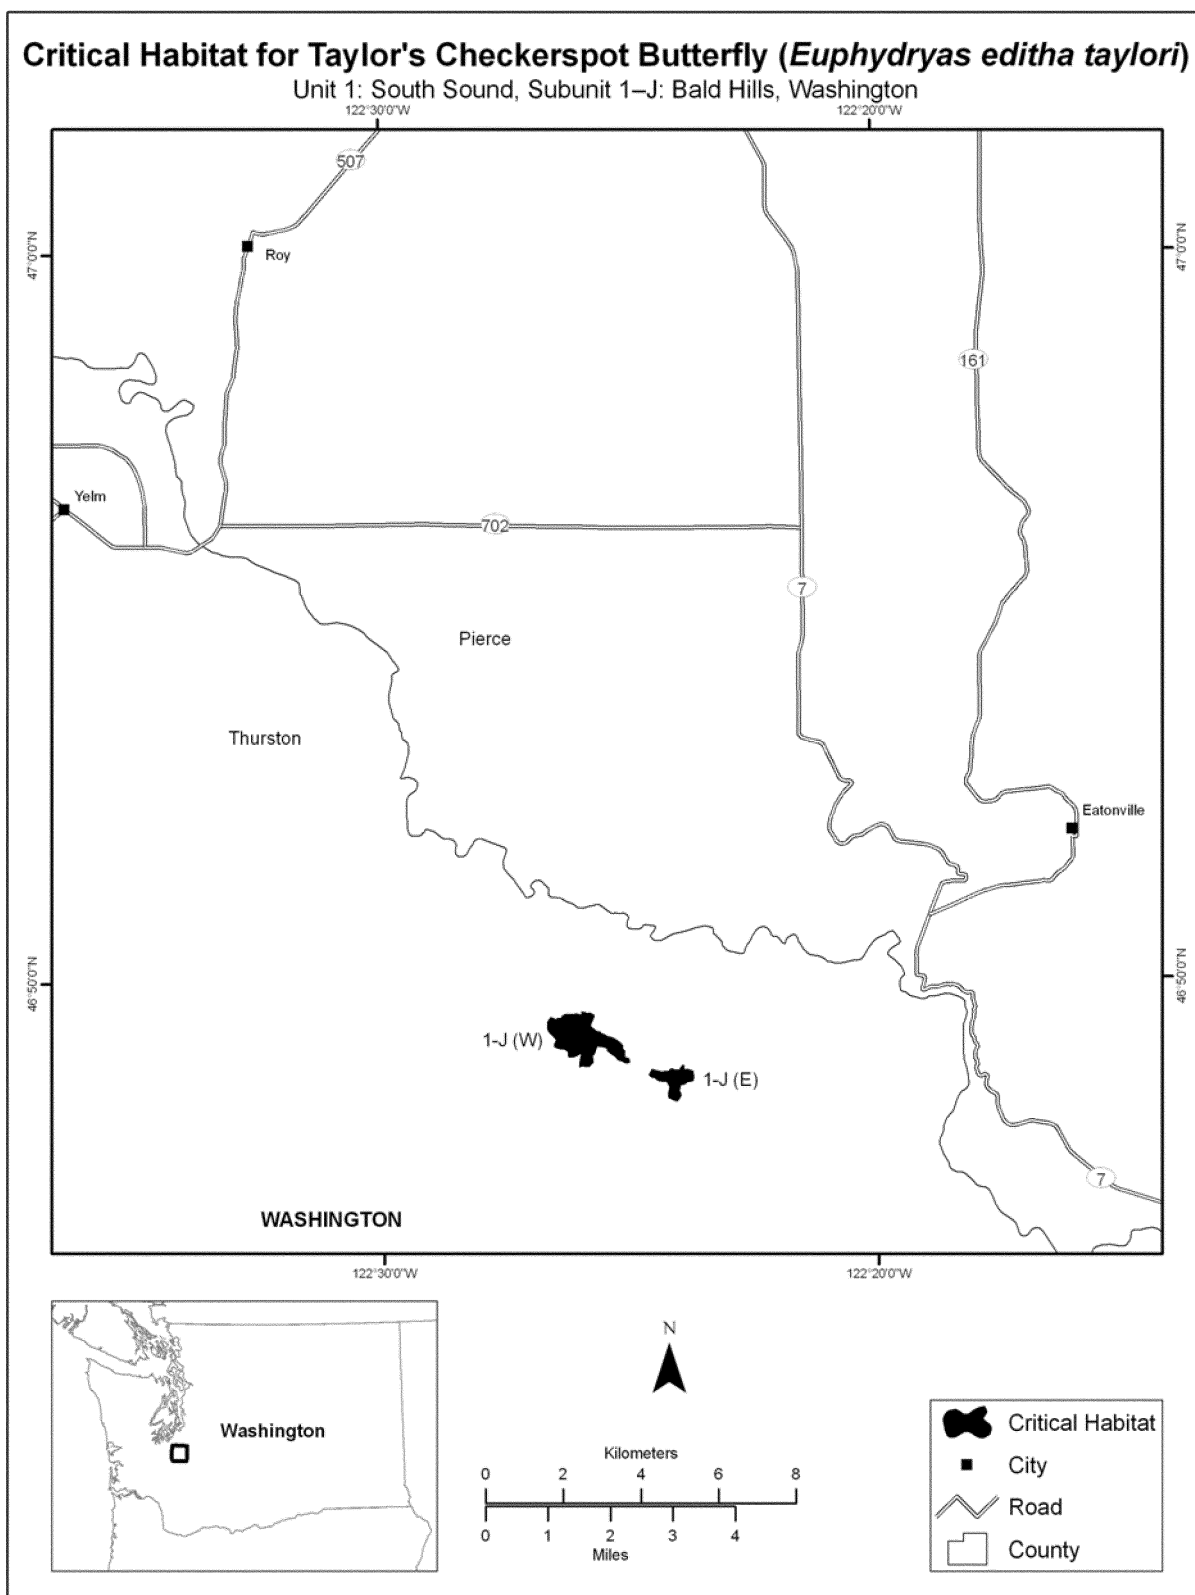 Critical Habitat for Taylor's Checkerspot Butterfly (Euphydryas editha taylori)
Unit 1: South Sound, Subunit 1–J: Bald Hills, Washington
122°30'0"W
122°20'0"W
507
Roy
47°0'0"N
47°0'0"N
161
Yelm
702
7
Pierce
Thurston
Eatonville
46°50'0"N
46°50'0"N
1-J (W)
1-J (E)
7
WASHINGTON
122°30'0"W
122°20'0"W
Washington
N
Kilometers
0 2 4 6 8
0 1 2 3 4
Miles
Critical Habitat
City
Road
County